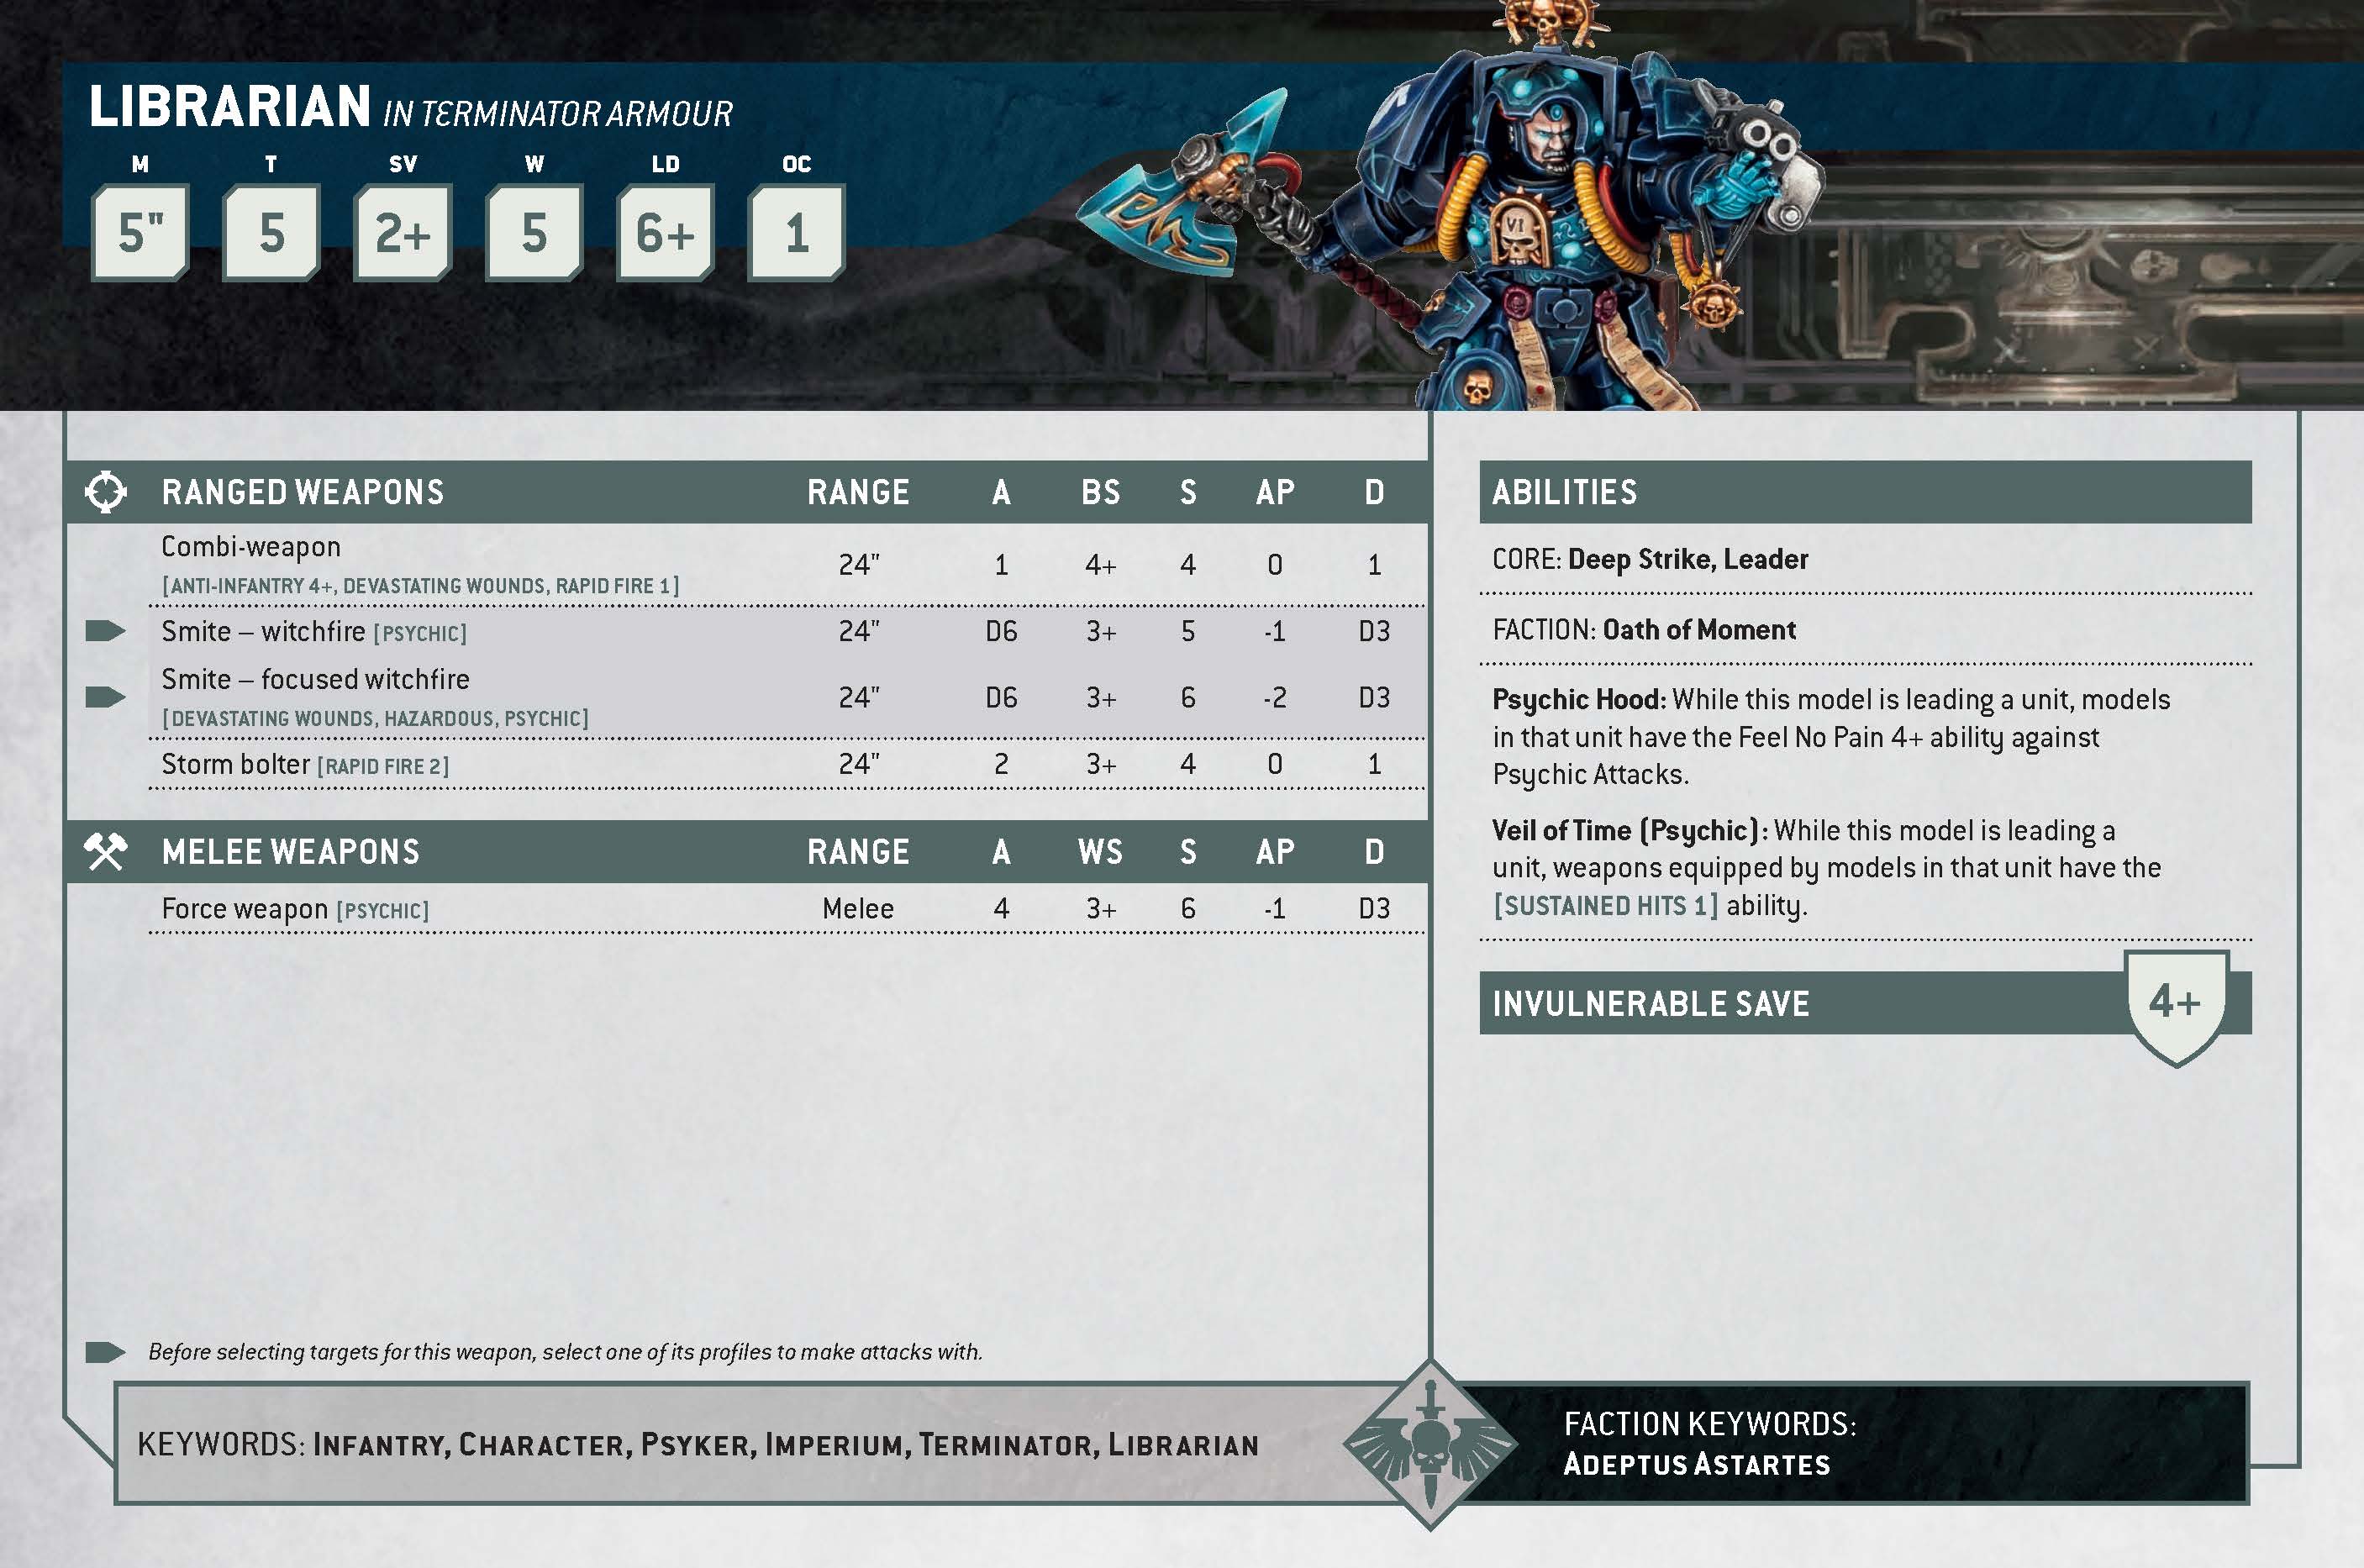 LIBRARIAN IN TERMINATOR ARMOUR
M T SV W LD OC
5" 5 2+ 5 6+ 1
VI
RANGED WEAPONS RANGE A BS S AP D
Combi-weapon
[ANTI-INFANTRY 4+, DEVASTATING WOUNDS, RAPID FIRE 1] 24" 1 4+ 4 0 1
Smite – witchfire [PSYCHIC] 24" D6 3+ 5 -1 D3
Smite – focused witchfire
[DEVASTATING WOUNDS, HAZARDOUS, PSYCHIC] 24" D6 3+ 6 -2 D3
Storm bolter [RAPID FIRE 2] 24" 2 3+ 4 0 1
MELEE WEAPONS RANGE A WS S AP D
Force weapon [PSYCHIC] Melee 4 3+ 6 -1 D3
Before selecting targets for this weapon, select one of its profiles to make attacks with.
ABILITIES
CORE: Deep Strike, Leader
FACTION: Oath of Moment
Psychic Hood: While this model is leading a unit, models
in that unit have the Feel No Pain 4+ ability against
Psychic Attacks.
Veil of Time (Psychic): While this model is leading a
unit, weapons equipped by models in that unit have the
[SUSTAINED HITS 1] ability.
INVULNERABLE SAVE 4+
KEYWORDS: INFANTRY, CHARACTER, PSYKER, IMPERIUM, TERMINATOR, LIBRARIAN
FACTION KEYWORDS:
ADEPTUS ASTARTES